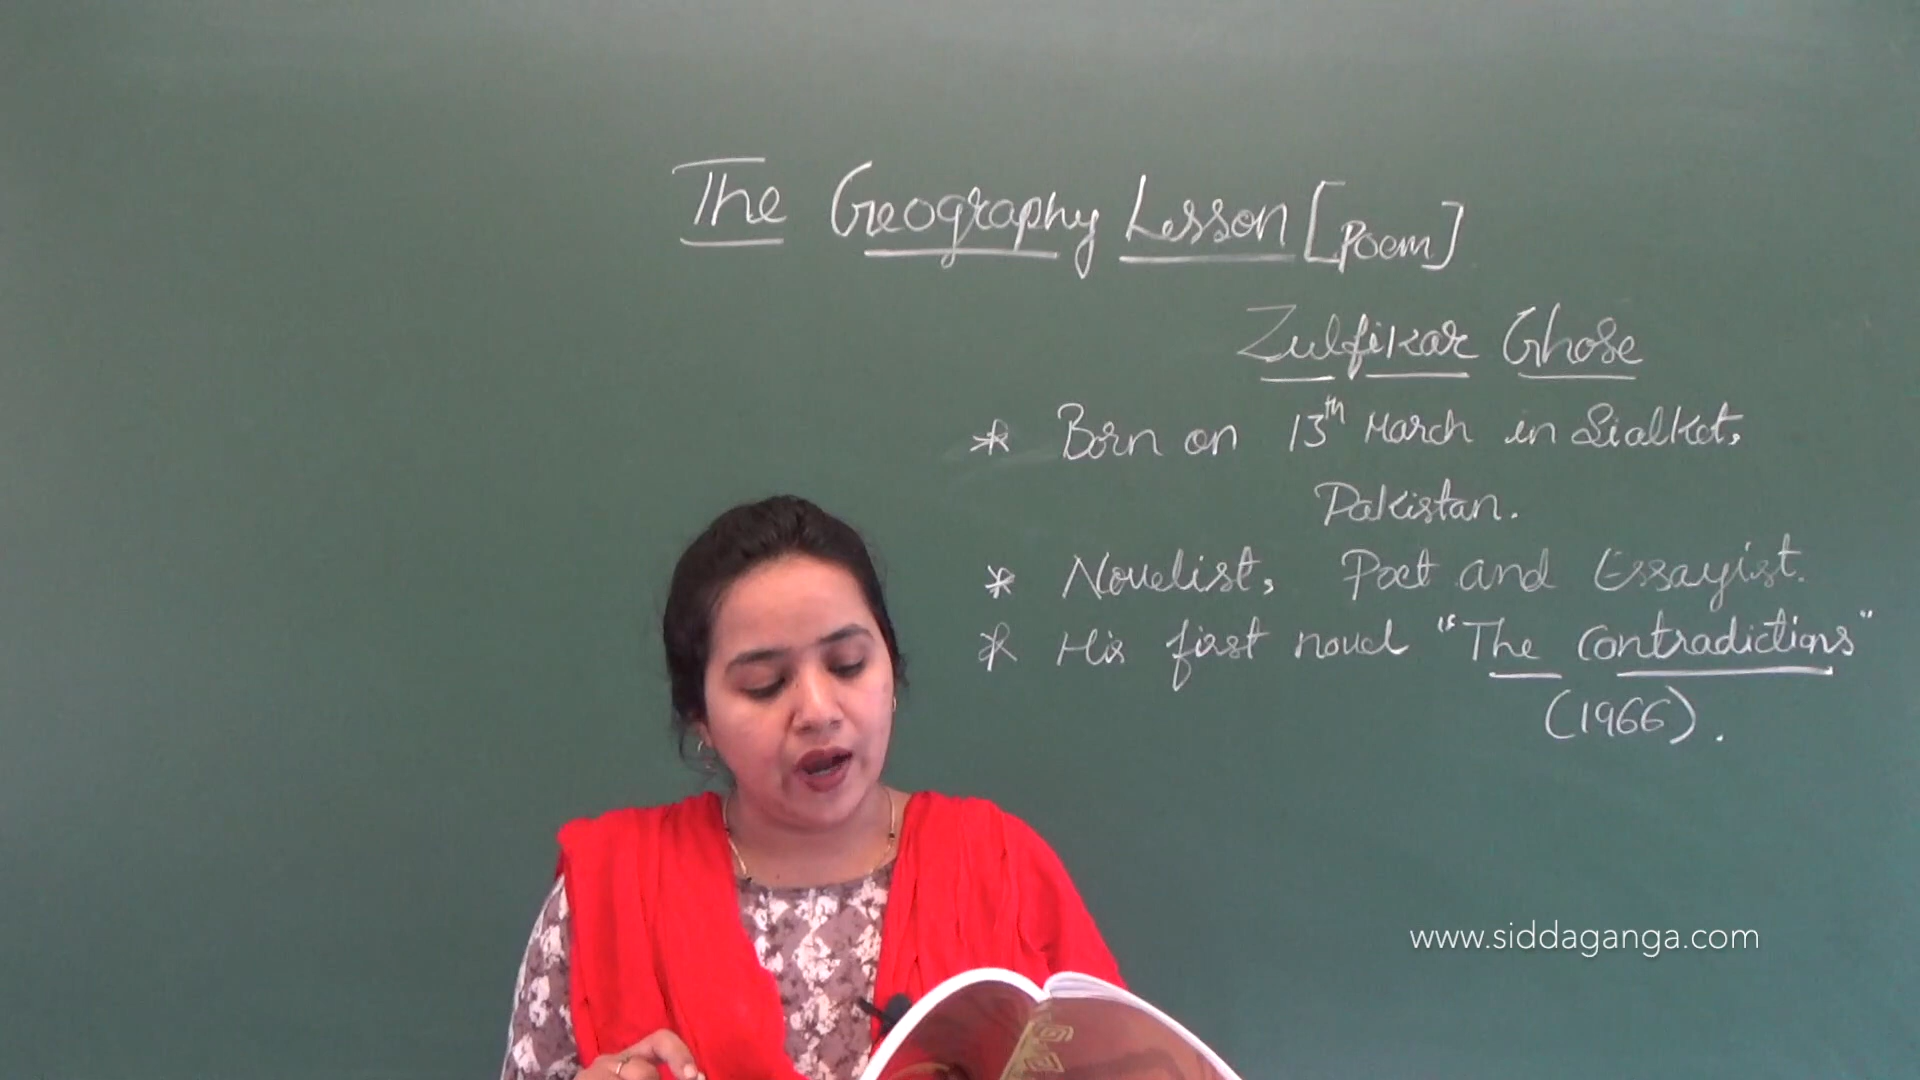 The Geography Lesson [Poem]
Zulfikar Ghose
* Born on 13th March in Sialkot,
Pakistan.
* Novelist, Poet and Essayist.
* His first novel "The Contradictions"
(1966).
www.siddaganga.com